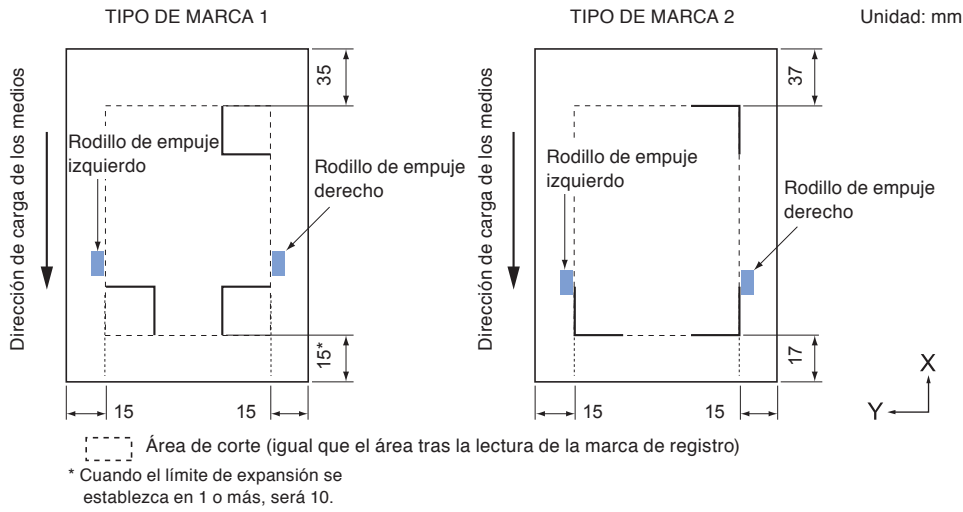 TIPO DE MARCA 1
TIPO DE MARCA 2
Unidad: mm
Dirección de carga de los medios
35
Rodillo de empuje
izquierdo
Rodillo de empuje
derecho
15*
15
15
Dirección de carga de los medios
37
Rodillo de empuje
izquierdo
Rodillo de empuje
derecho
17
15
15
X
Y
Área de corte (igual que el área tras la lectura de la marca de registro)
* Cuando el límite de expansión se
establezca en 1 o más, será 10.